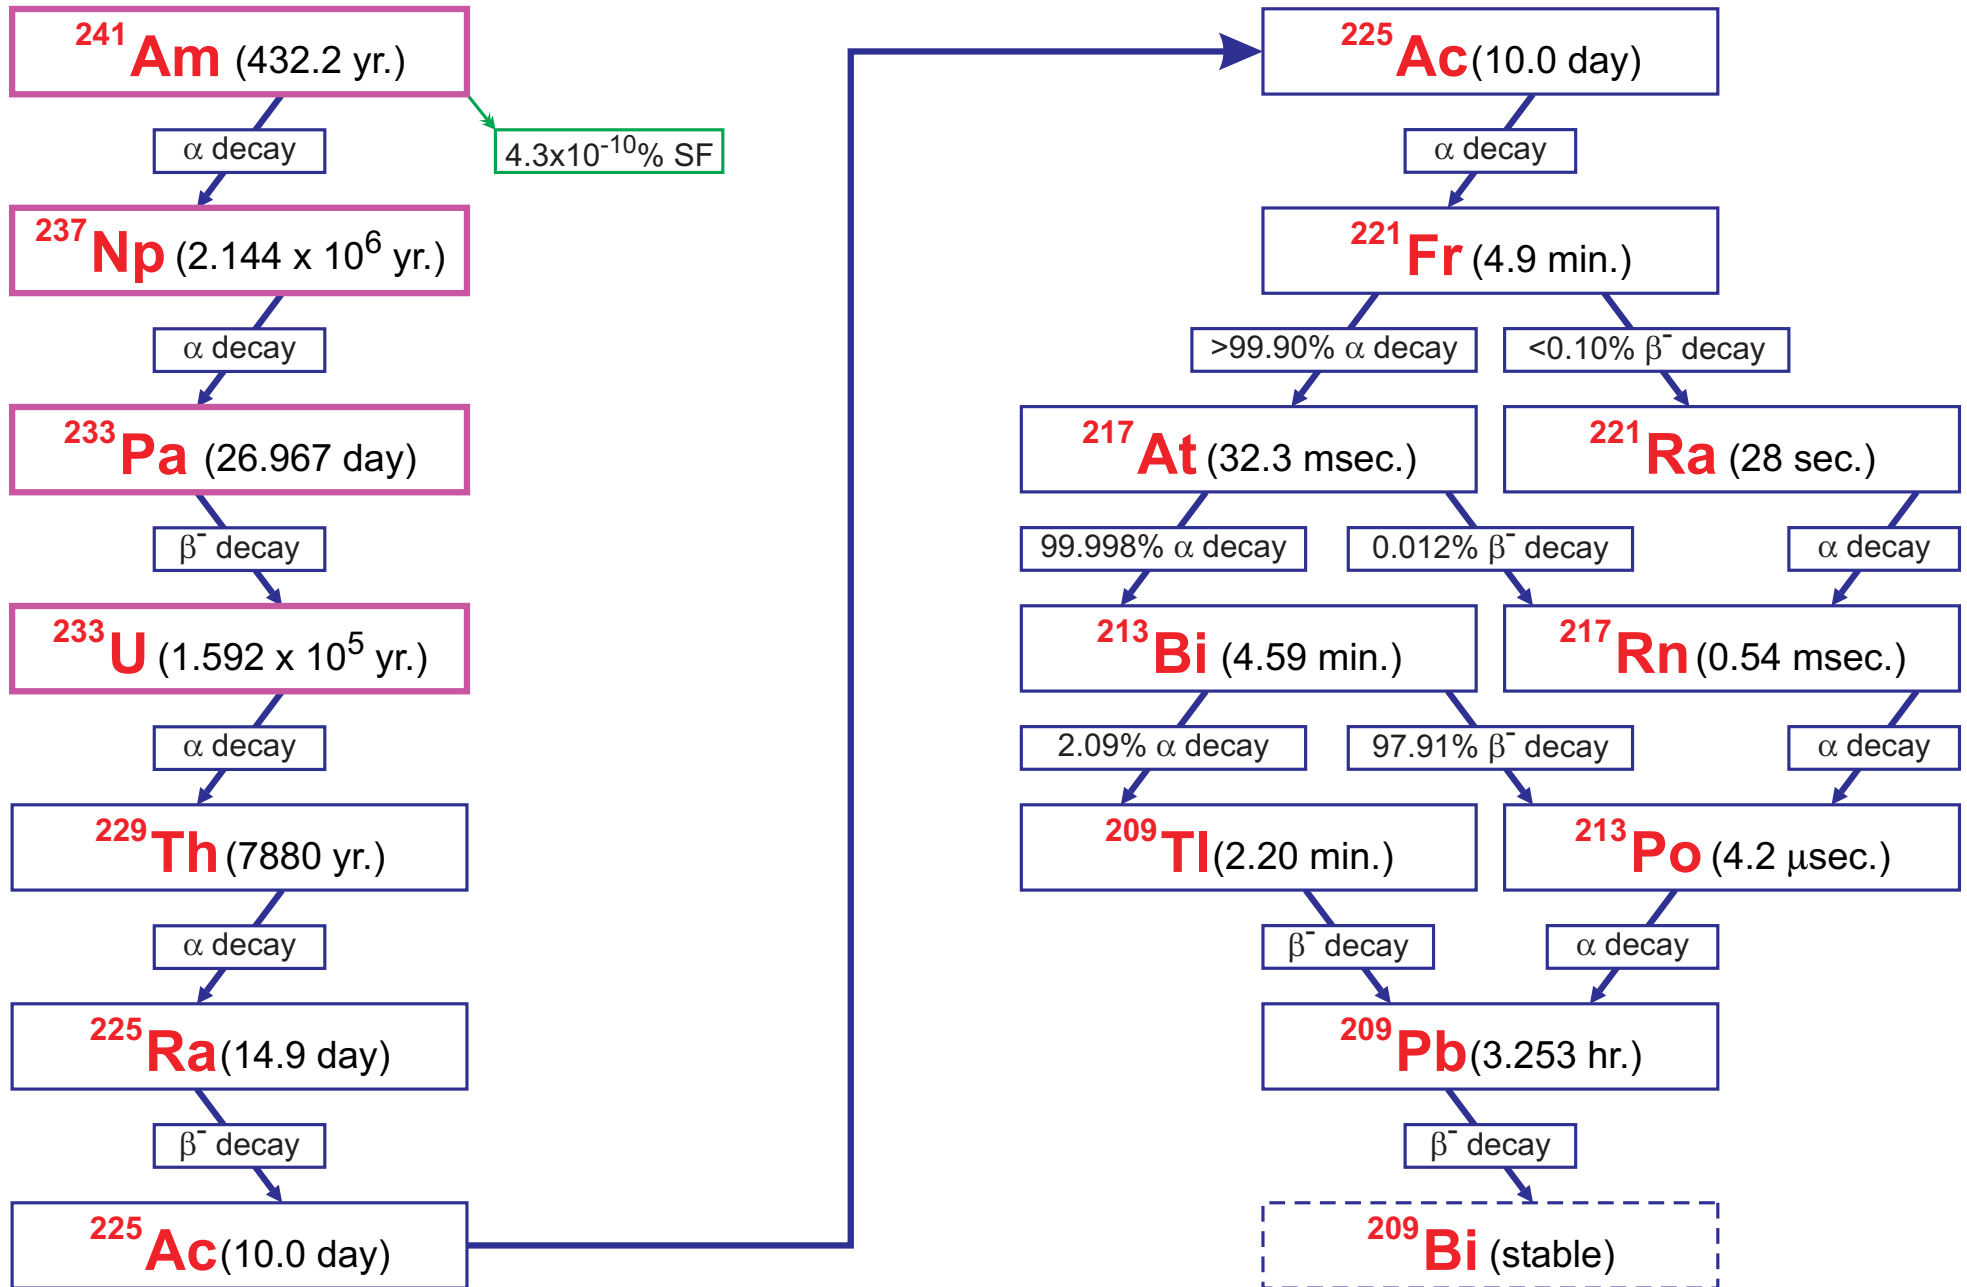 241Am (432.2 yr.)
α decay
4.3x10-10% SF
237Np (2.144 x 106 yr.)
α decay
233Pa (26.967 day)
β- decay
233U (1.592 x 105 yr.)
α decay
229Th (7880 yr.)
α decay
225Ra (14.9 day)
β- decay
225Ac (10.0 day)
225Ac (10.0 day)
α decay
221Fr (4.9 min.)
>99.90% α decay
<0.10% β- decay
217At (32.3 msec.)
221Ra (28 sec.)
99.998% α decay
0.012% β- decay
α decay
213Bi (4.59 min.)
217Rn (0.54 msec.)
2.09% α decay
97.91% β- decay
α decay
209Tl (2.20 min.)
213Po (4.2 μsec.)
β- decay
α decay
209Pb (3.253 hr.)
β- decay
209Bi (stable)